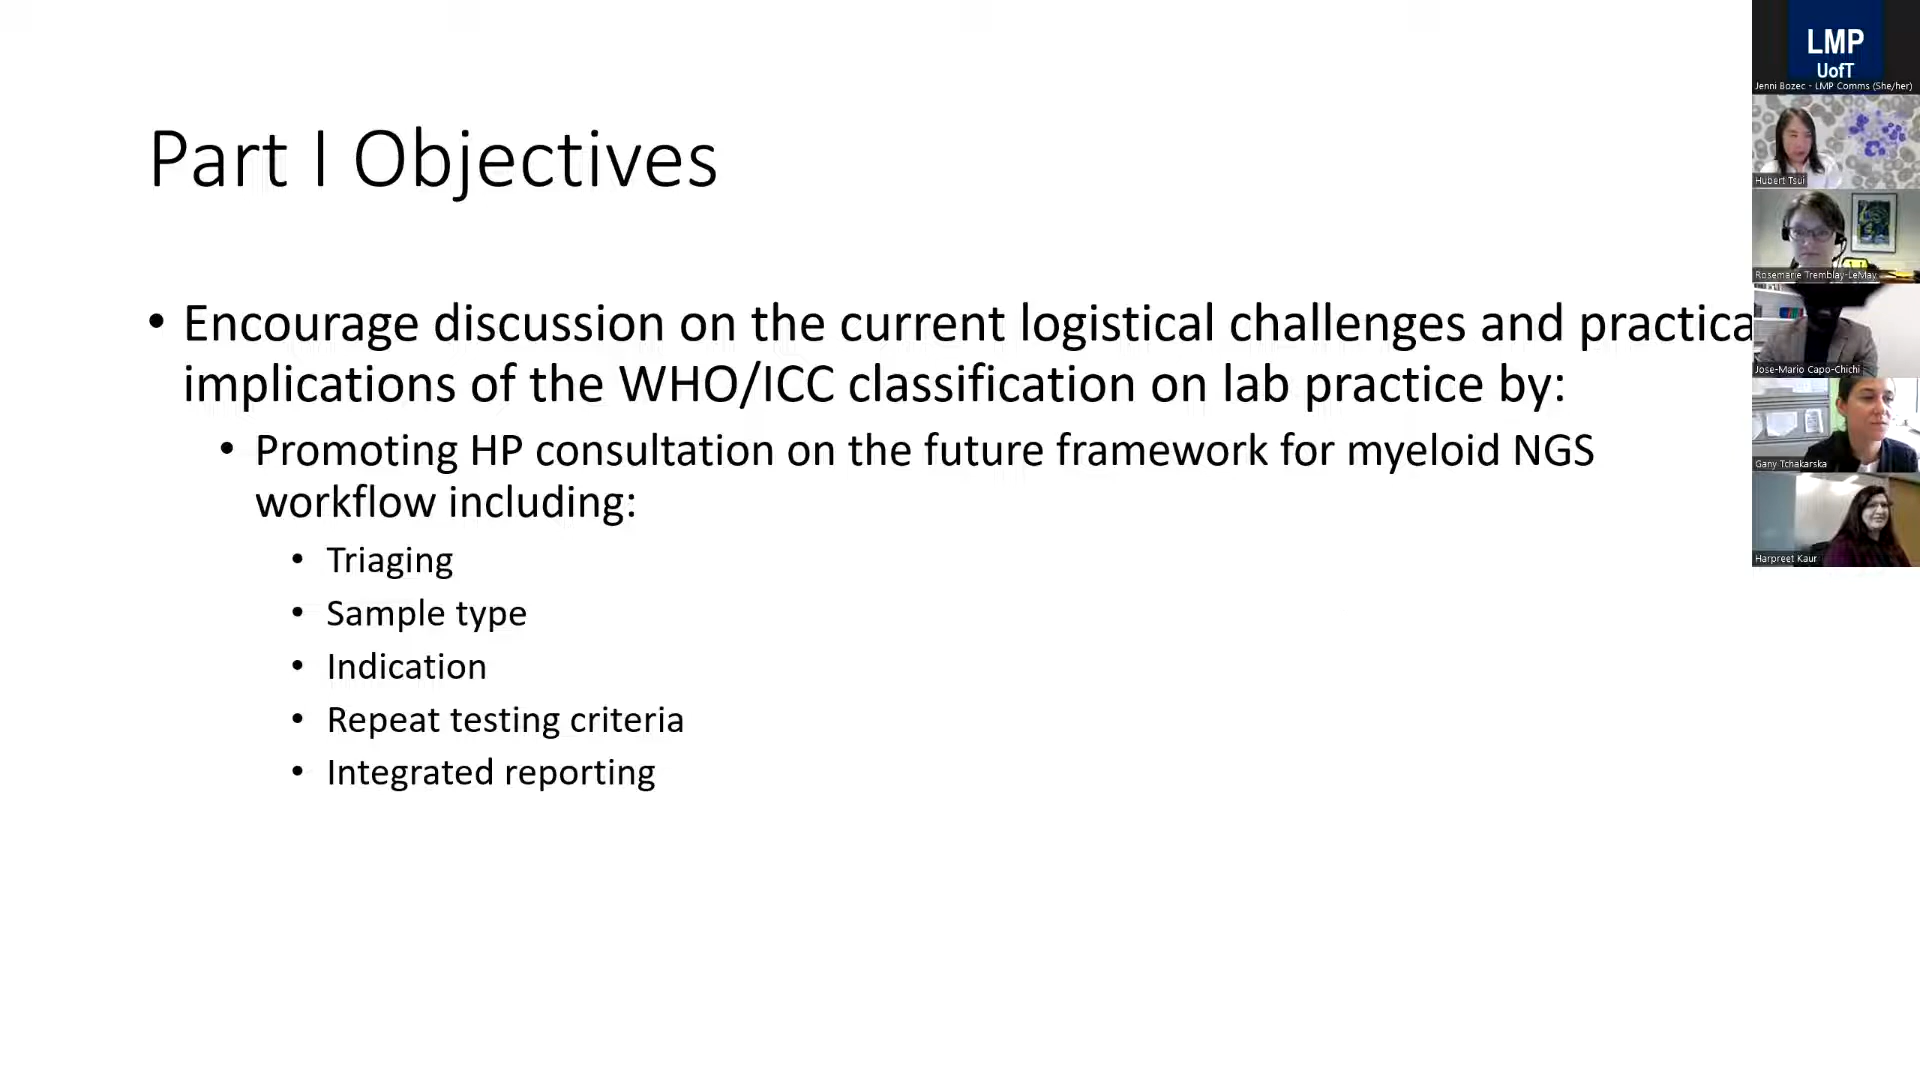 Part I Objectives
• Encourage discussion on the current logistical challenges and practica
implications of the WHO/ICC classification on lab practice by:
• Promoting HP consultation on the future framework for myeloid NGS
workflow including:
• Triaging
• Sample type
• Indication
• Repeat testing criteria
• Integrated reporting
LMP
UofT
Jenni Bozec - LMP Comms (She/her)
Hubert Tsui
Rosemarie Tremblay-LeMay
Jose-Mario Capo-Chichi
Gany Tchakarska
Harpreet Kaur